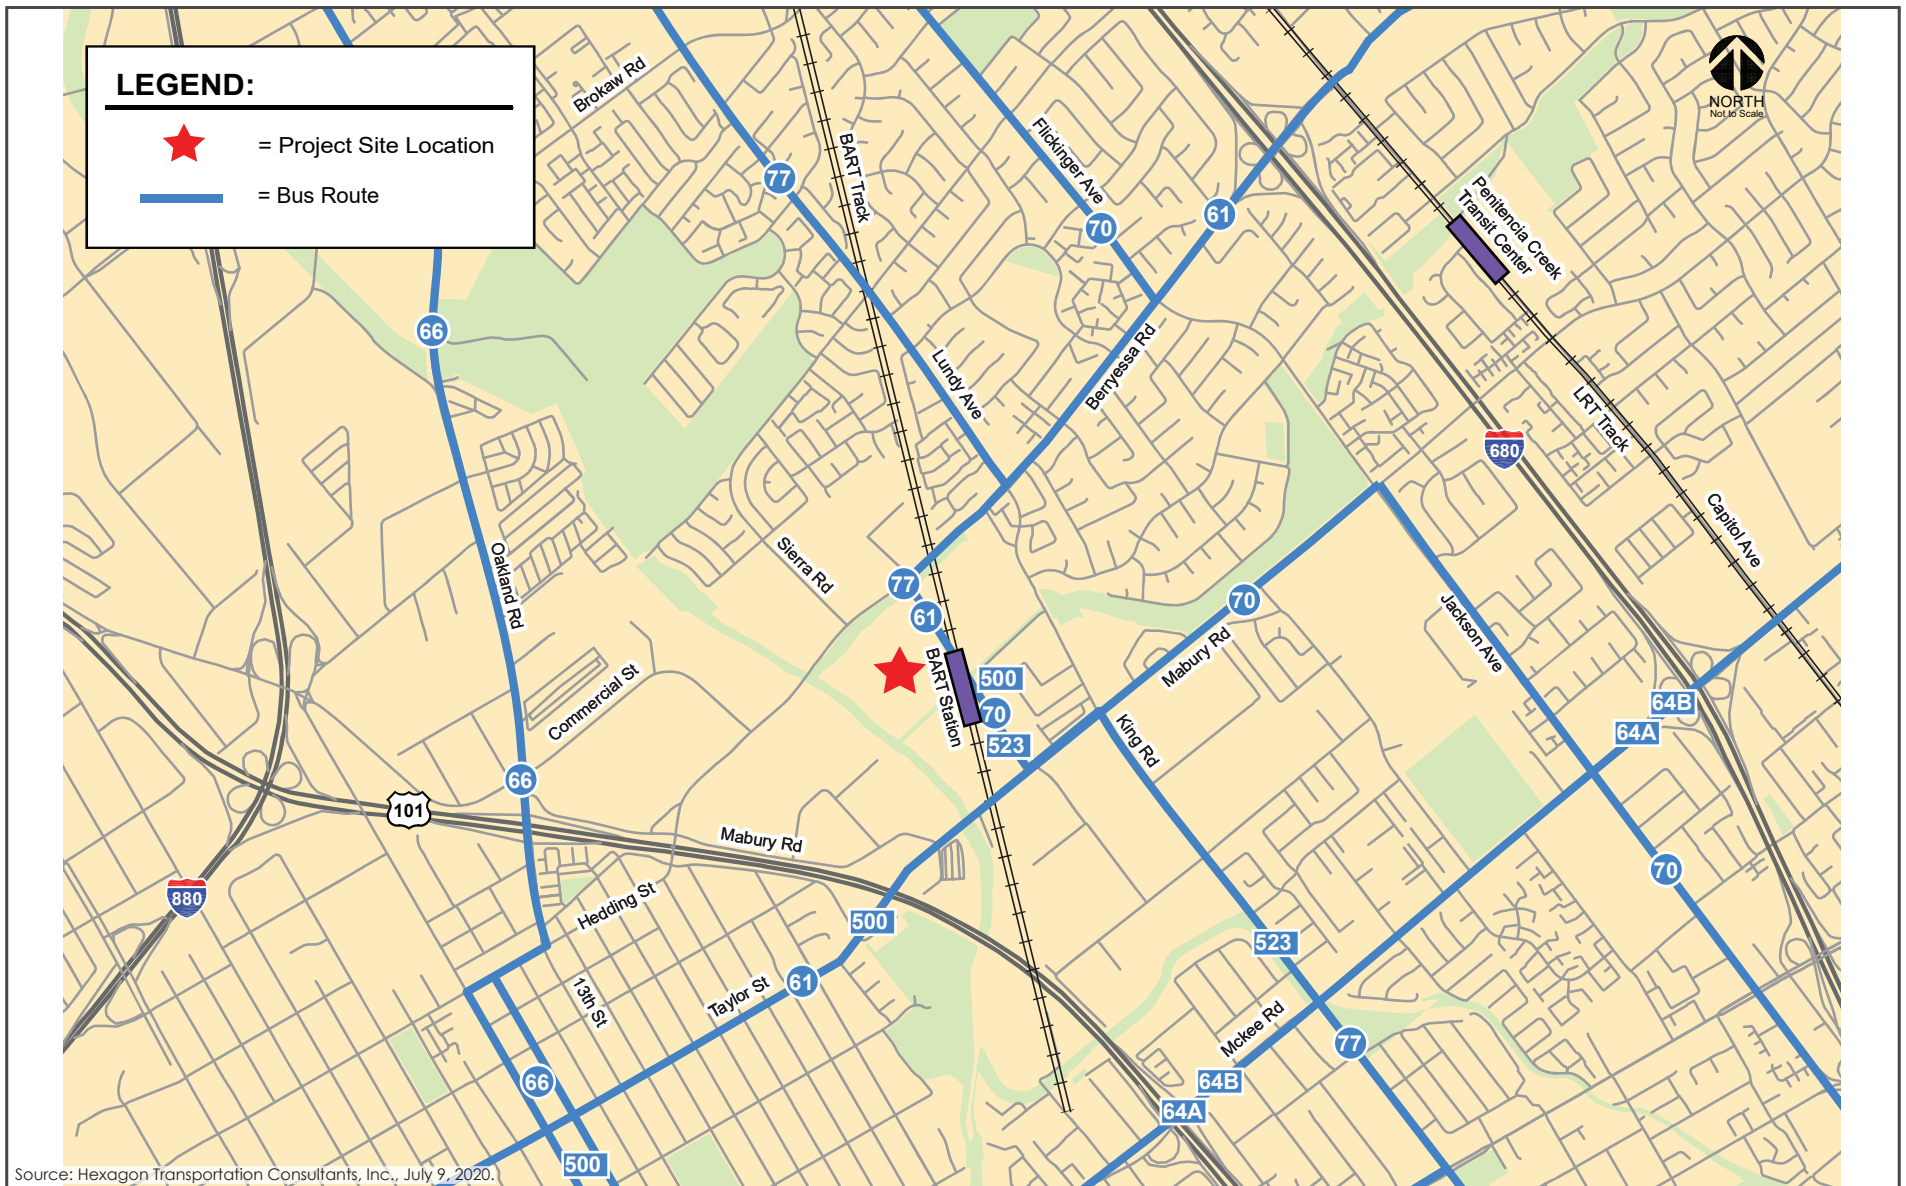 LEGEND:
= Project Site Location
= Bus Route
NORTH
Not to Scale
Brokaw Rd
77
BART Track
Flickinger Ave
70
61
Penitencia Creek
Transit Center
66
Lundy Ave
Berryessa Rd
LRT Track
680
Capitol Ave
Oakland Rd
Sierra Rd
77
61
70
Jackson Ave
Mabury Rd
BART Station
500
70
523
Commercial St
King Rd
64B
64A
66
101
Mabury Rd
880
Hedding St
500
70
523
61
Taylor St
13th St
Mckee Rd
77
66
64B
64A
500
Source: Hexagon Transportation Consultants, Inc., July 9, 2020.